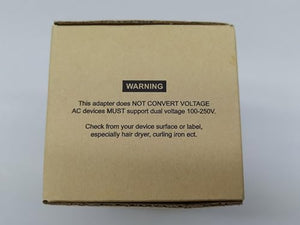 WARNING
This adapter does NOT CONVERT VOLTAGE
AC devices MUST support dual voltage 100-250V.
Check from your device surface or label,
especially hair dryer, curling iron ect.